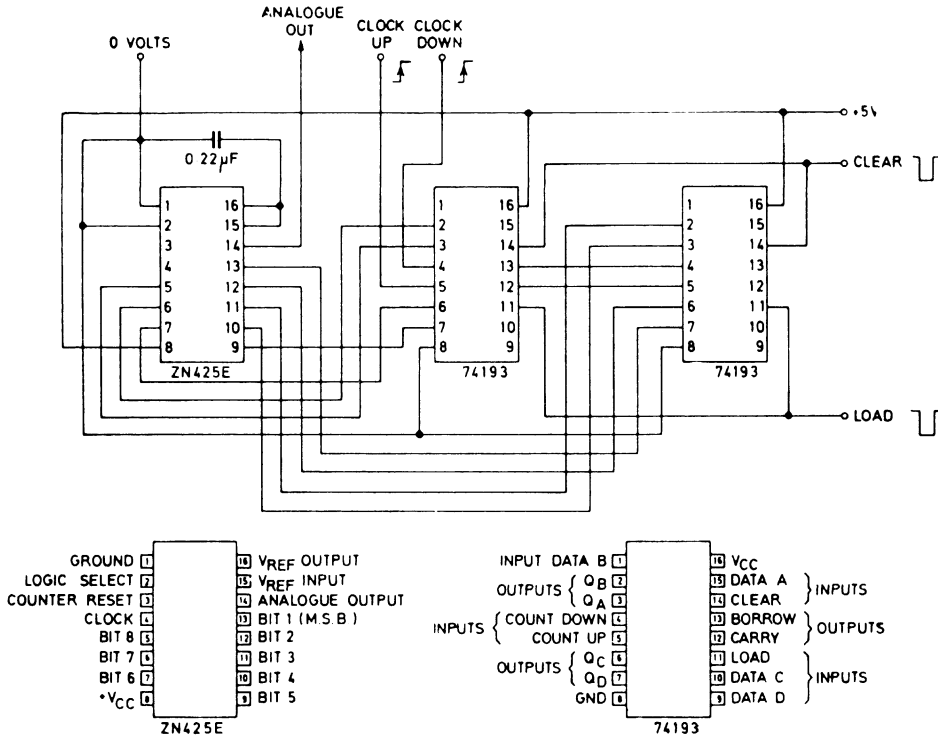 ANALOGUE
OUT
CLOCK CLOCK
UP DOWN
0 VOLTS
+5V
0 22µF
CLEAR
1 16
2 15
3 14
4 13
5 12
6 11
7 10
8 9
ZN425E
1 16
2 15
3 14
4 13
5 12
6 11
7 10
8 9
74193
1 16
2 15
3 14
4 13
5 12
6 11
7 10
8 9
74193
LOAD
GROUND 1 16 VREF OUTPUT
LOGIC SELECT 2 15 VREF INPUT
COUNTER RESET 3 14 ANALOGUE OUTPUT
CLOCK 4 13 BIT 1 (M.S.B)
BIT 8 5 12 BIT 2
BIT 7 6 11 BIT 3
BIT 6 7 10 BIT 4
+VCC 8 9 BIT 5
ZN425E
INPUT DATA B 1 16 VCC
OUTPUTS { QB 2 15 DATA A } INPUTS
QA 3 14 CLEAR
INPUTS { COUNT DOWN 4 13 BORROW } OUTPUTS
COUNT UP 5 12 CARRY
OUTPUTS { QC 6 11 LOAD } INPUTS
QD 7 10 DATA C
GND 8 9 DATA D
74193